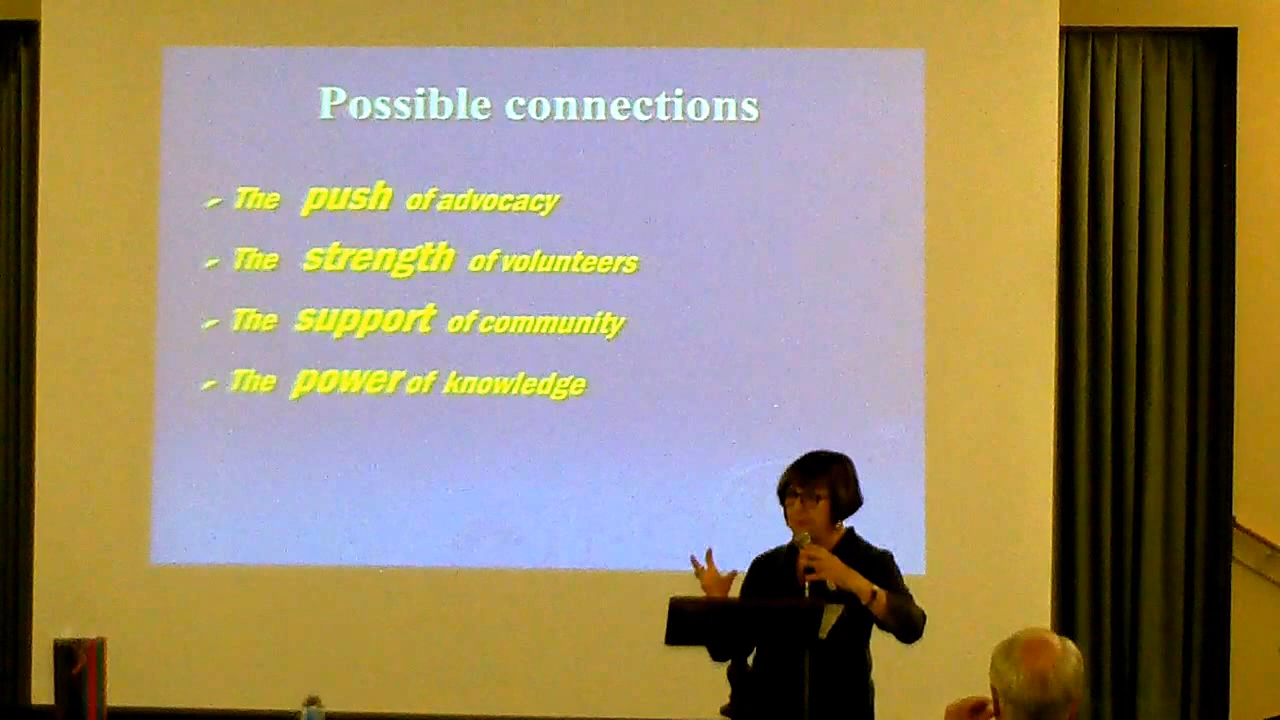 Possible connections
The push of advocacy
The strength of volunteers
The support of community
The power of knowledge